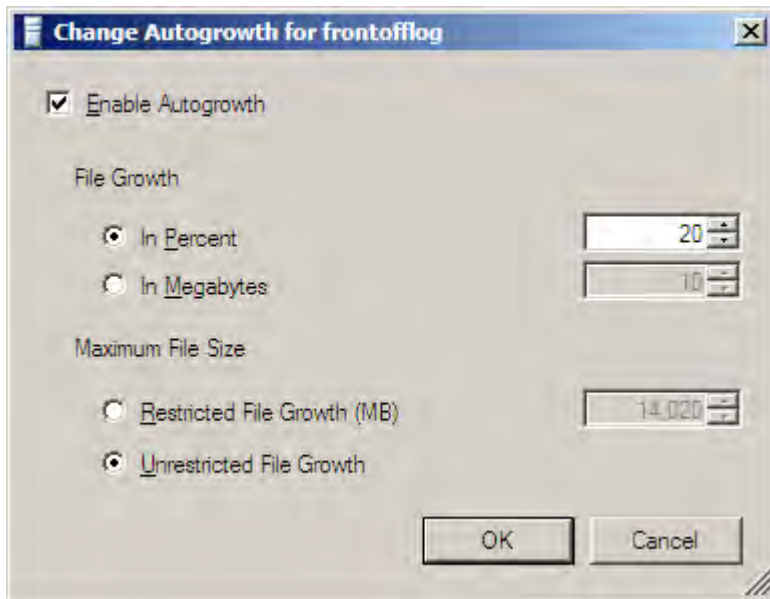 Change Autogrowth for frontofflog
Enable Autogrowth
File Growth
In Percent 20
In Megabytes 10
Maximum File Size
Restricted File Growth (MB) 14,020
Unrestricted File Growth
OK Cancel